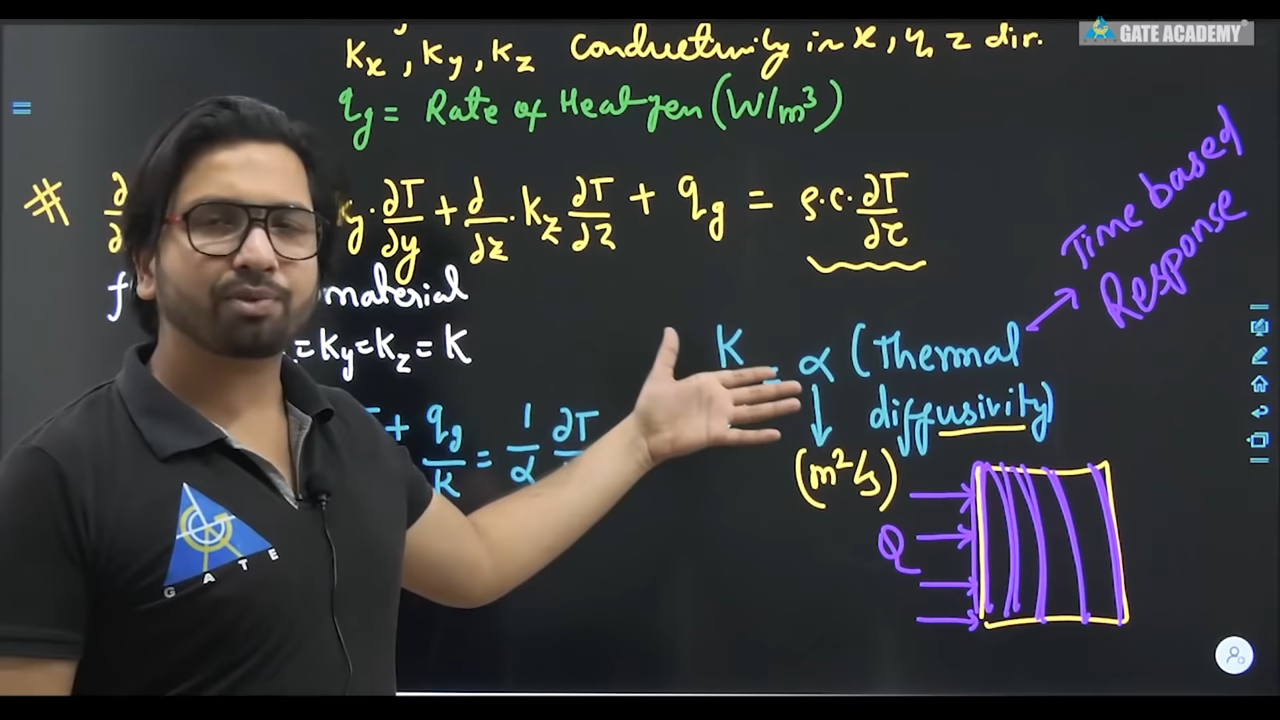 GATE ACADEMY
Kx, Ky, Kz Conductivity in x, y, z dir.
qg = Rate of Heat gen (W/m³)
# ∂ Ky · ∂T/∂y + ∂/∂z · Kz ∂T/∂z + qg = ρ.c. ∂T/∂τ
material
= Ky = Kz = K
Time based
Response
K = α (Thermal
diffusivity)
+ qg/K = 1/α ∂T
(m²/s)
Q
GATE